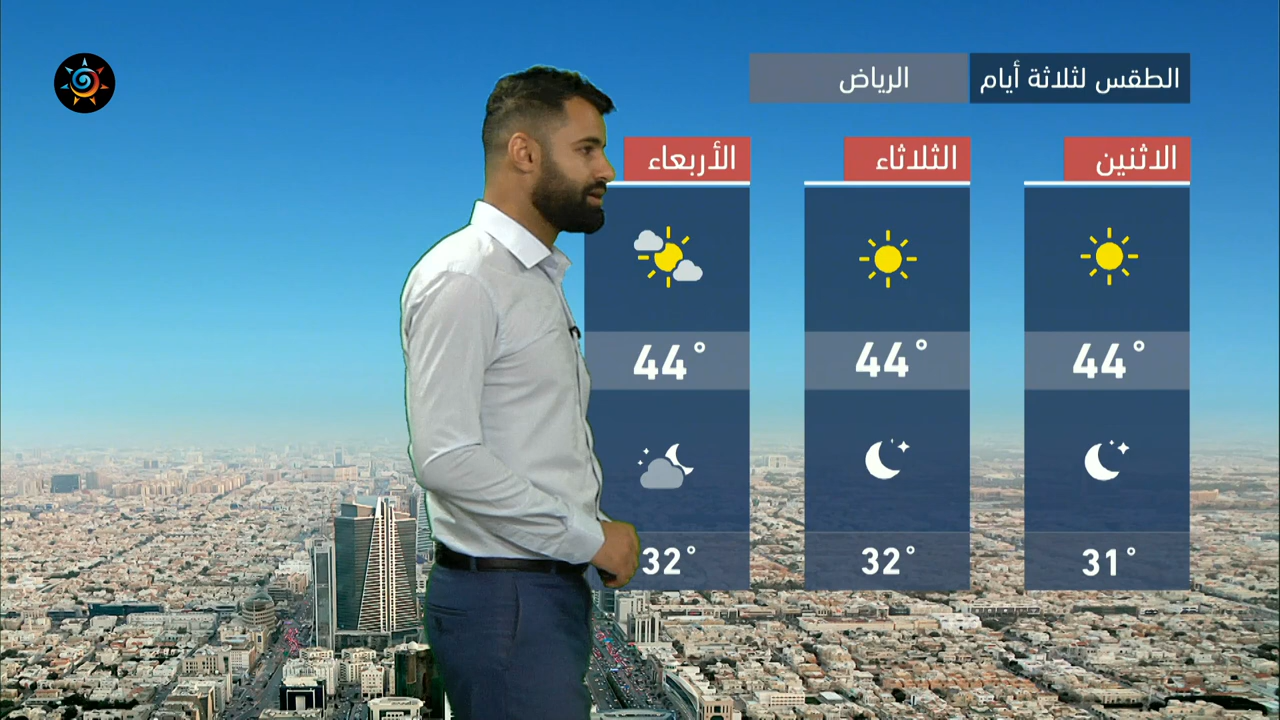 الطقس لثلاثة أيام
الرياض
الاثنين
الثلاثاء
الأربعاء
44° 44° 44°
31° 32° 32°